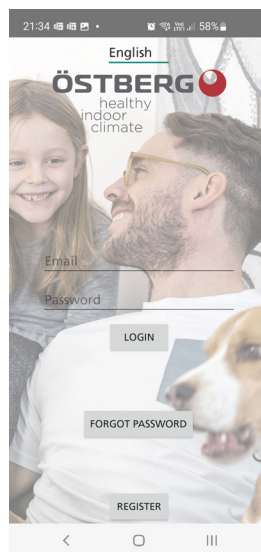 21:34 58%
English
ÖSTBERG
healthy
indoor
climate
Email
Password
LOGIN
FORGOT PASSWORD
REGISTER